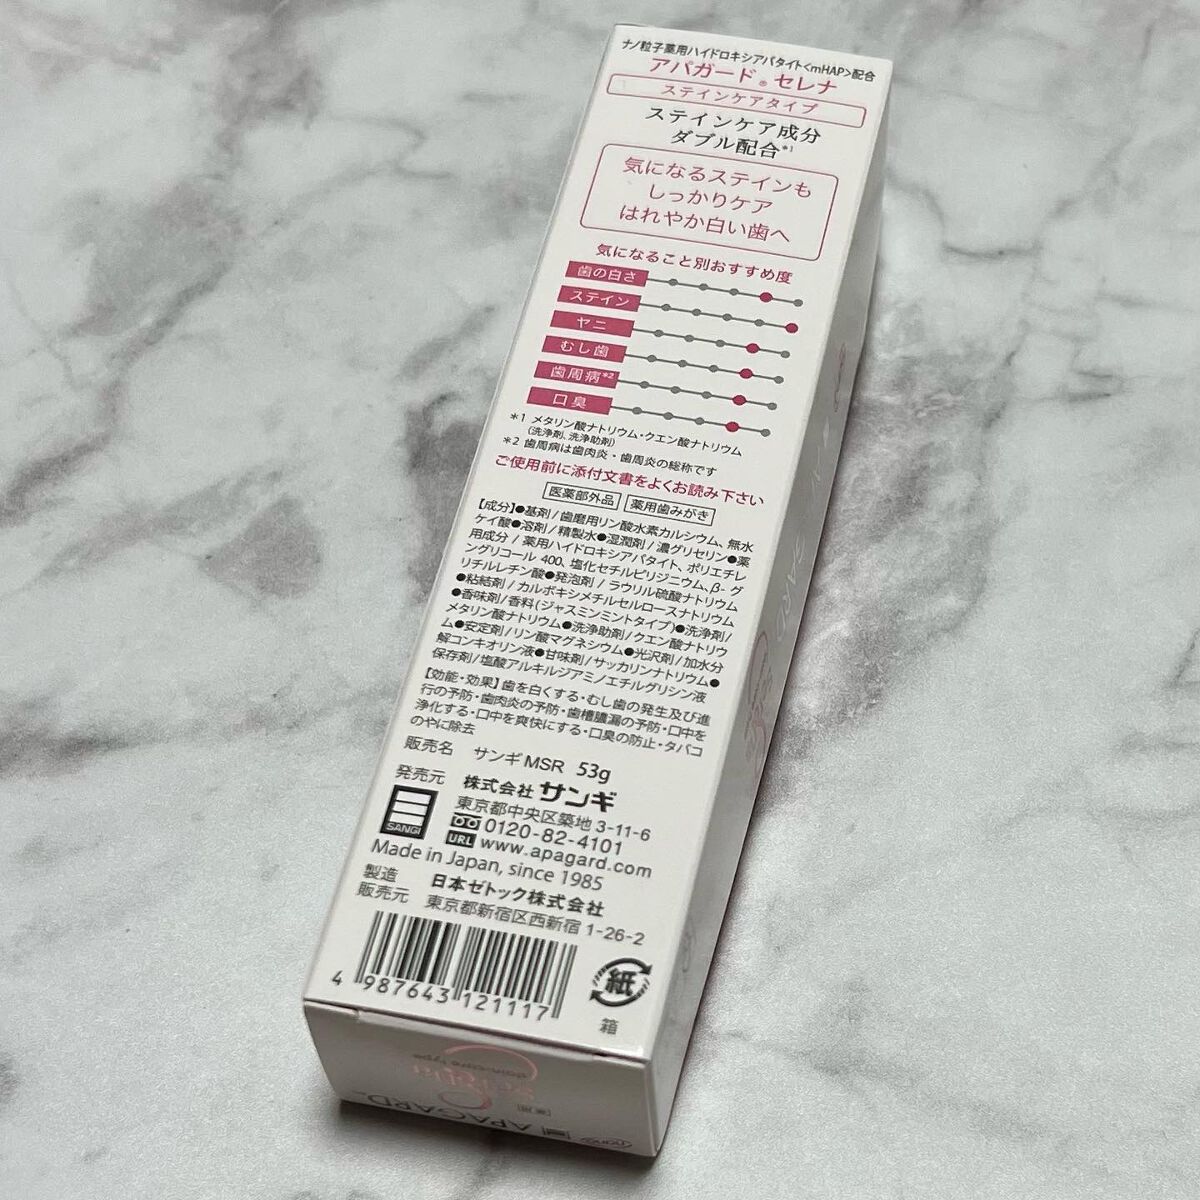 ナノ粒子薬用ハイドロキシアパタイト<mHAP>配合
アパガード® セレナ
ステインケアタイプ
ステインケア成分
ダブル配合*1
気になるステインも
しっかりケア
はれやか白い歯へ
気になること別おすすめ度
歯の白さ
ステイン
ヤニ
むし歯
歯周病*2
口臭
*1 メタリン酸ナトリウム・クエン酸ナトリウム
(洗浄剤、洗浄助剤)
*2 歯周病は歯肉炎・歯周炎の総称です
ご使用前に添付文書をよくお読み下さい
医薬部外品 薬用歯みがき
【成分】●基剤/歯磨用リン酸水素カルシウム、無水
ケイ酸●溶剤/精製水●湿潤剤/濃グリセリン●薬
用成分/薬用ハイドロキシアパタイト、ポリエチレ
ングリコール400、塩化セチルピリジニウム、β-グ
リチルレチン酸●発泡剤/ラウリル硫酸ナトリウム
●粘結剤/カルボキシメチルセルロースナトリウム
●香味剤/香料(ジャスミンミントタイプ)●洗浄剤/
メタリン酸ナトリウム●洗浄助剤/クエン酸ナトリウ
ム●安定剤/リン酸マグネシウム●光沢剤/加水分
解コンキオリン液●甘味剤/サッカリンナトリウム●
保存剤/塩酸アルキルジアミノエチルグリシン液
【効能・効果】歯を白くする・むし歯の発生及び進
行の予防・歯肉炎の予防・歯槽膿漏の予防・口中を
浄化する・口中を爽快にする・口臭の防止・タバコ
のやに除去
販売名 サンギMSR 53g
発売元 株式会社 サンギ
SANGI
東京都中央区築地3-11-6
0120-82-4101
URL www.apagard.com
Made in Japan, since 1985
製造
販売元
日本ゼトック株式会社
東京都新宿区西新宿1-26-2
4 987643 121117
紙
箱
stain-care type
Serena
APAGARD
nano